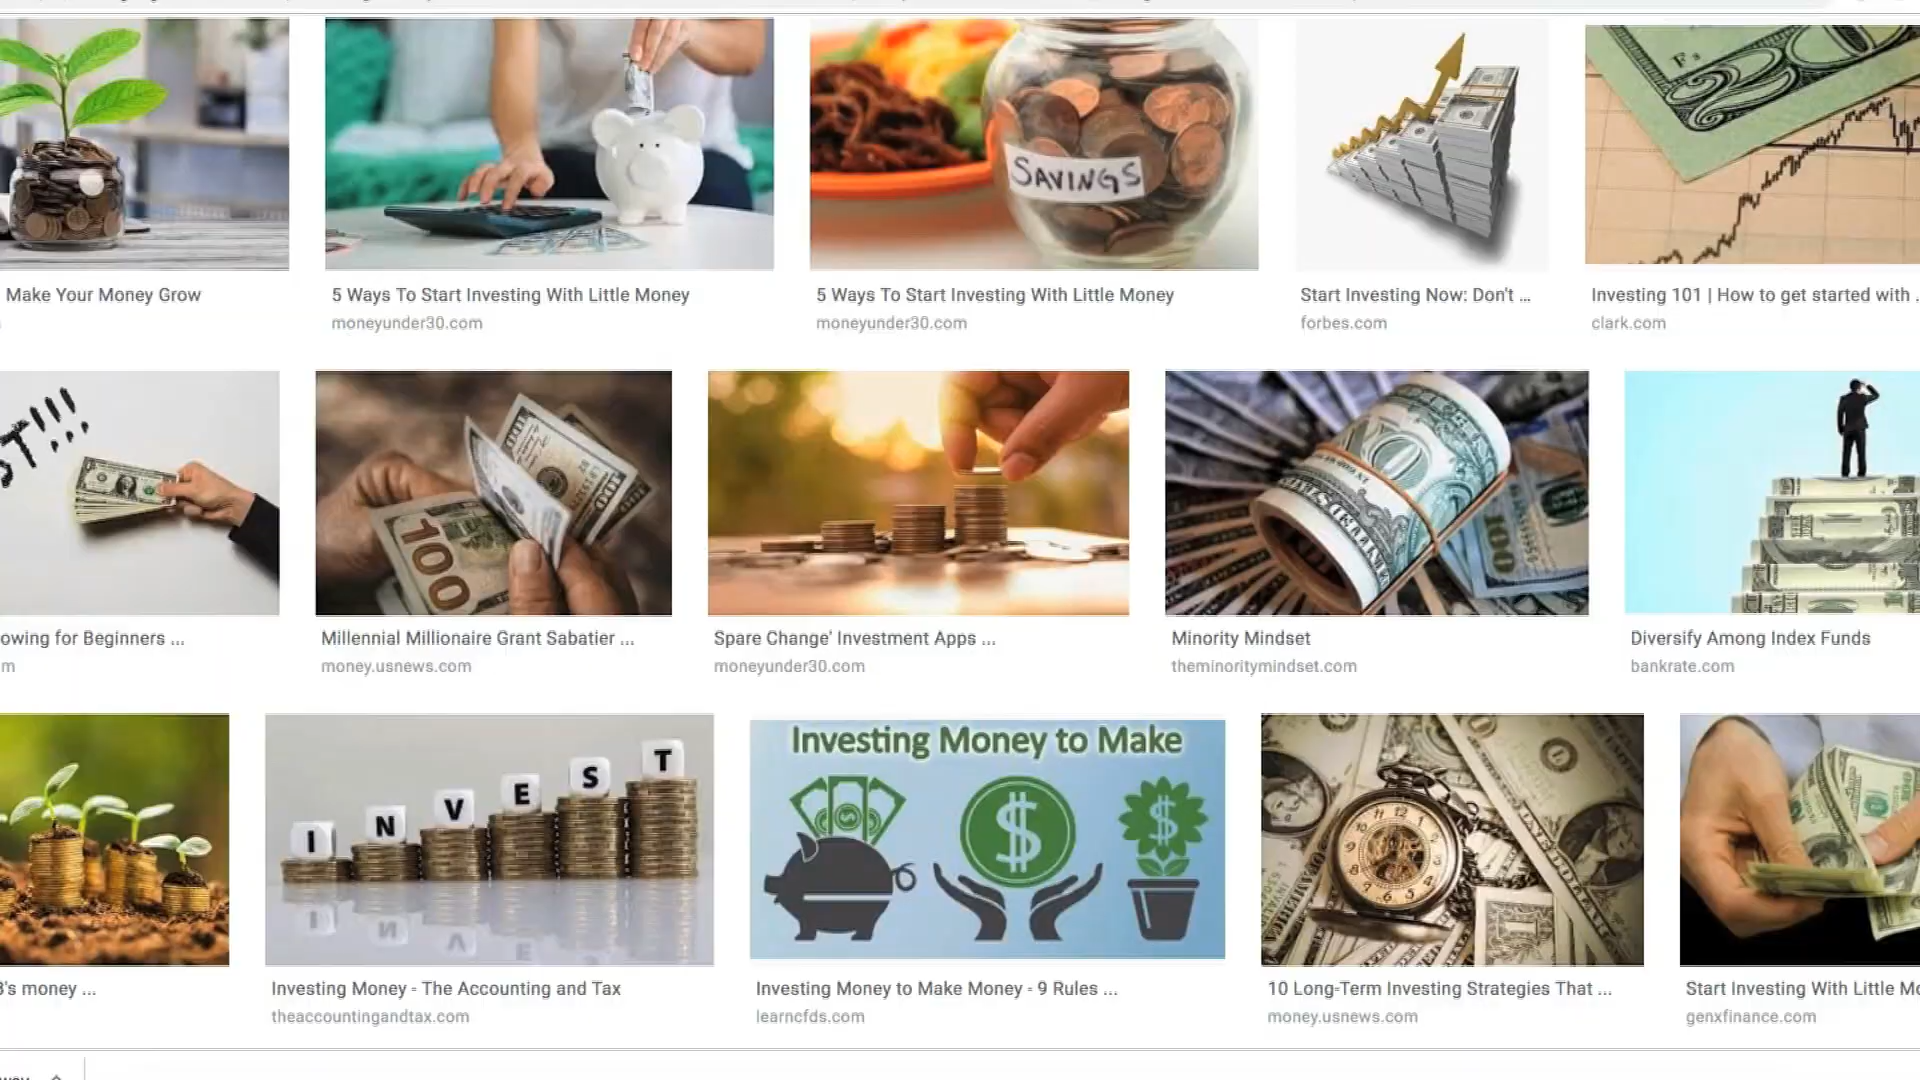 SAVINGS
Make Your Money Grow
5 Ways To Start Investing With Little Money
5 Ways To Start Investing With Little Money
Start Investing Now: Don't ...
Investing 101 | How to get started with
moneyunder30.com
moneyunder30.com
forbes.com
clark.com
100
owing for Beginners ...
Millennial Millionaire Grant Sabatier ...
Spare Change' Investment Apps ...
Minority Mindset
Diversify Among Index Funds
m
money.usnews.com
moneyunder30.com
theminoritymindset.com
bankrate.com
INVEST
Investing Money to Make
's money ...
Investing Money - The Accounting and Tax
Investing Money to Make Money - 9 Rules ...
10 Long-Term Investing Strategies That ...
Start Investing With Little Mo
theaccountingandtax.com
learncfds.com
money.usnews.com
genxfinance.com